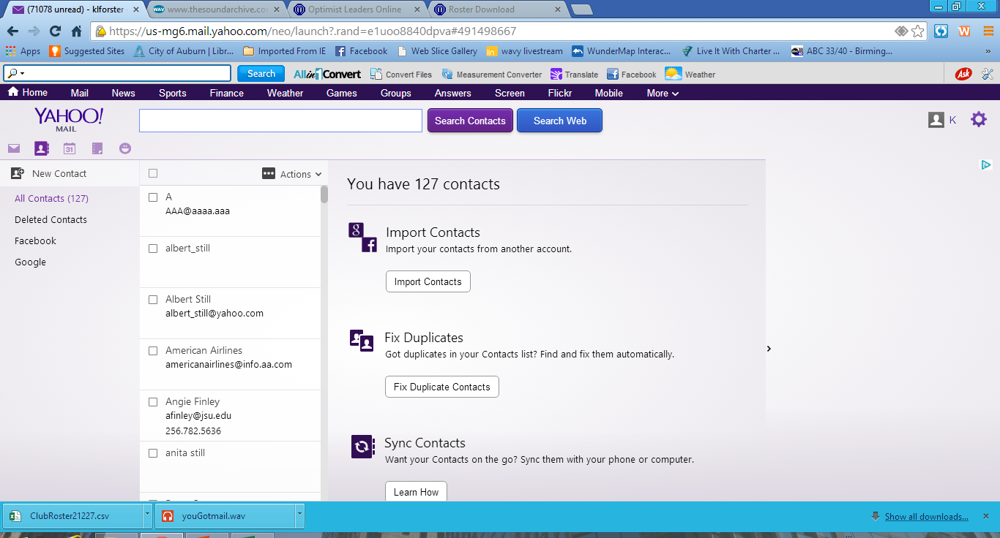 (71078 unread) - klforster
www.thesoundarchive.co
Optimist Leaders Online
Roster Download
https://us-mg6.mail.yahoo.com/neo/launch?.rand=e1uoo8840dpva#491498667
Apps
Suggested Sites
City of Auburn | Libr...
Imported From IE
Facebook
Web Slice Gallery
wavy livestream
WunderMap Interac...
Live It With Charter ...
ABC 33/40 - Birming...
»
Search
Allin1Convert
Convert Files
Measurement Converter
Translate
Facebook
Weather
Ask
Home Mail News Sports Finance Weather Games Groups Answers Screen Flickr Mobile More
YAHOO!
MAIL
Search Contacts
Search Web
K
31
New Contact
All Contacts (127)
Deleted Contacts
Facebook
Google
Actions
A
AAA@aaaa.aaa
albert_still
Albert Still
albert_still@yahoo.com
American Airlines
americanairlines@info.aa.com
Angie Finley
afinley@jsu.edu
256.782.5636
anita still
You have 127 contacts
Import Contacts
Import your contacts from another account.
Import Contacts
Fix Duplicates
Got duplicates in your Contacts list? Find and fix them automatically.
Fix Duplicate Contacts
Sync Contacts
Want your Contacts on the go? Sync them with your phone or computer.
Learn How
ClubRoster21227.csv
youGotmail.wav
Show all downloads...